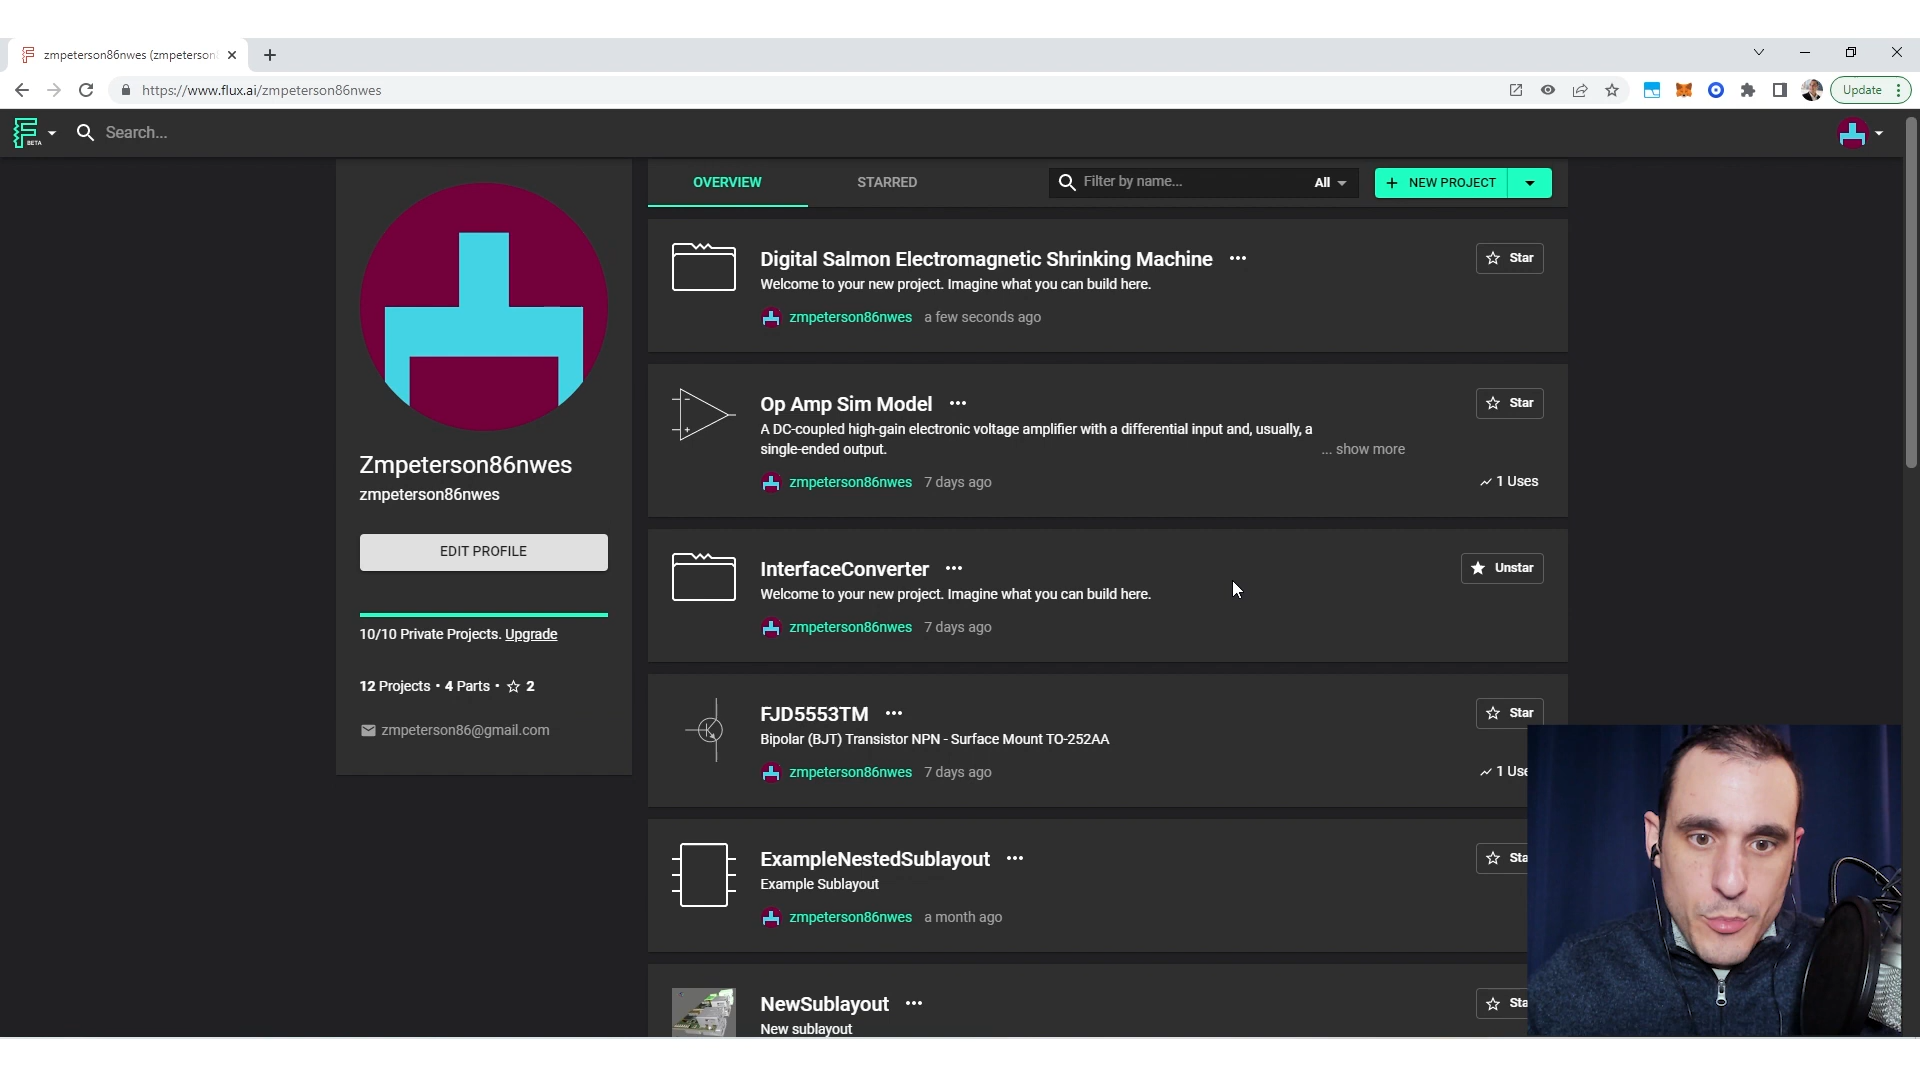 zmpeterson86nwes (zmpeterson
https://www.flux.ai/zmpeterson86nwes
Update
BETA
Search...
OVERVIEW
STARRED
Filter by name...
All
NEW PROJECT
Digital Salmon Electromagnetic Shrinking Machine
Star
Welcome to your new project. Imagine what you can build here.
zmpeterson86nwes a few seconds ago
Op Amp Sim Model
Star
A DC-coupled high-gain electronic voltage amplifier with a differential input and, usually, a
single-ended output.
... show more
zmpeterson86nwes 7 days ago
1 Uses
Zmpeterson86nwes
zmpeterson86nwes
EDIT PROFILE
10/10 Private Projects. Upgrade
12 Projects • 4 Parts • 2
zmpeterson86@gmail.com
InterfaceConverter
Unstar
Welcome to your new project. Imagine what you can build here.
zmpeterson86nwes 7 days ago
FJD5553TM
Star
Bipolar (BJT) Transistor NPN - Surface Mount TO-252AA
zmpeterson86nwes 7 days ago
1 Use
ExampleNestedSublayout
Sta
Example Sublayout
zmpeterson86nwes a month ago
NewSublayout
Sta
New sublayout